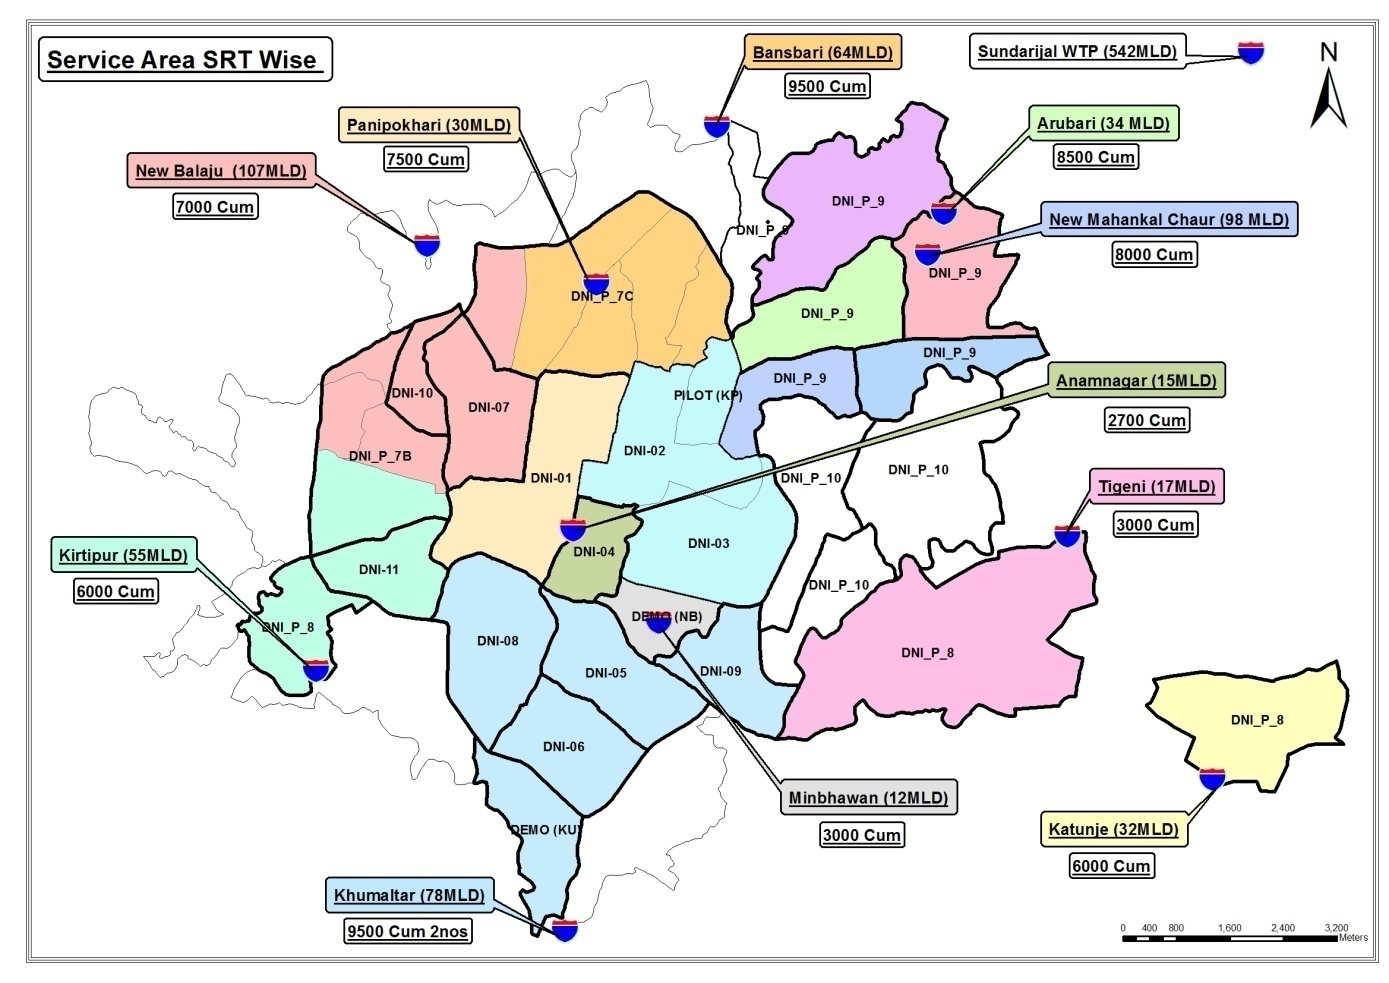 Service Area SRT Wise
Bansbari (64MLD)
9500 Cum
Sundarijal WTP (542MLD)
N
Panipokhari (30MLD)
7500 Cum
Arubari (34 MLD)
8500 Cum
New Balaju (107MLD)
7000 Cum
New Mahankal Chaur (98 MLD)
8000 Cum
DNI_P_9
DNI_P_9
DNI_P_9
DNI_P_7C
DNI_P_9
DNI_P_9
DNI_P_9
Anamnagar (15MLD)
2700 Cum
DNI-10
DNI-07
PILOT (KP)
DNI_P_7B
DNI-01
DNI-02
DNI_P_10
DNI_P_10
Tigeni (17MLD)
3000 Cum
Kirtipur (55MLD)
6000 Cum
DNI-11
DNI-04
DNI-03
DNI_P_10
DNI_P_8
DNI-08
DEMO (NB)
DNI-05
DNI-09
DNI_P_8
DNI_P_8
DNI-06
Minbhawan (12MLD)
3000 Cum
Katunje (32MLD)
6000 Cum
DEMO (KU)
Khumaltar (78MLD)
9500 Cum 2nos
0 400 800 1,600 2,400 3,200
Meters